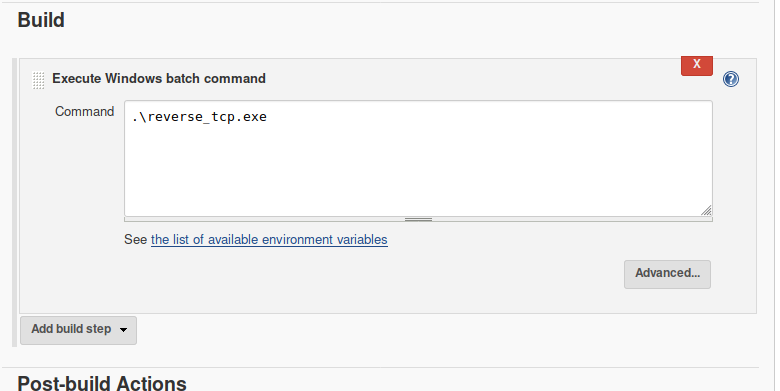 Build
X
Execute Windows batch command
?
Command
.\reverse_tcp.exe
See the list of available environment variables
Advanced...
Add build step
Post-build Actions